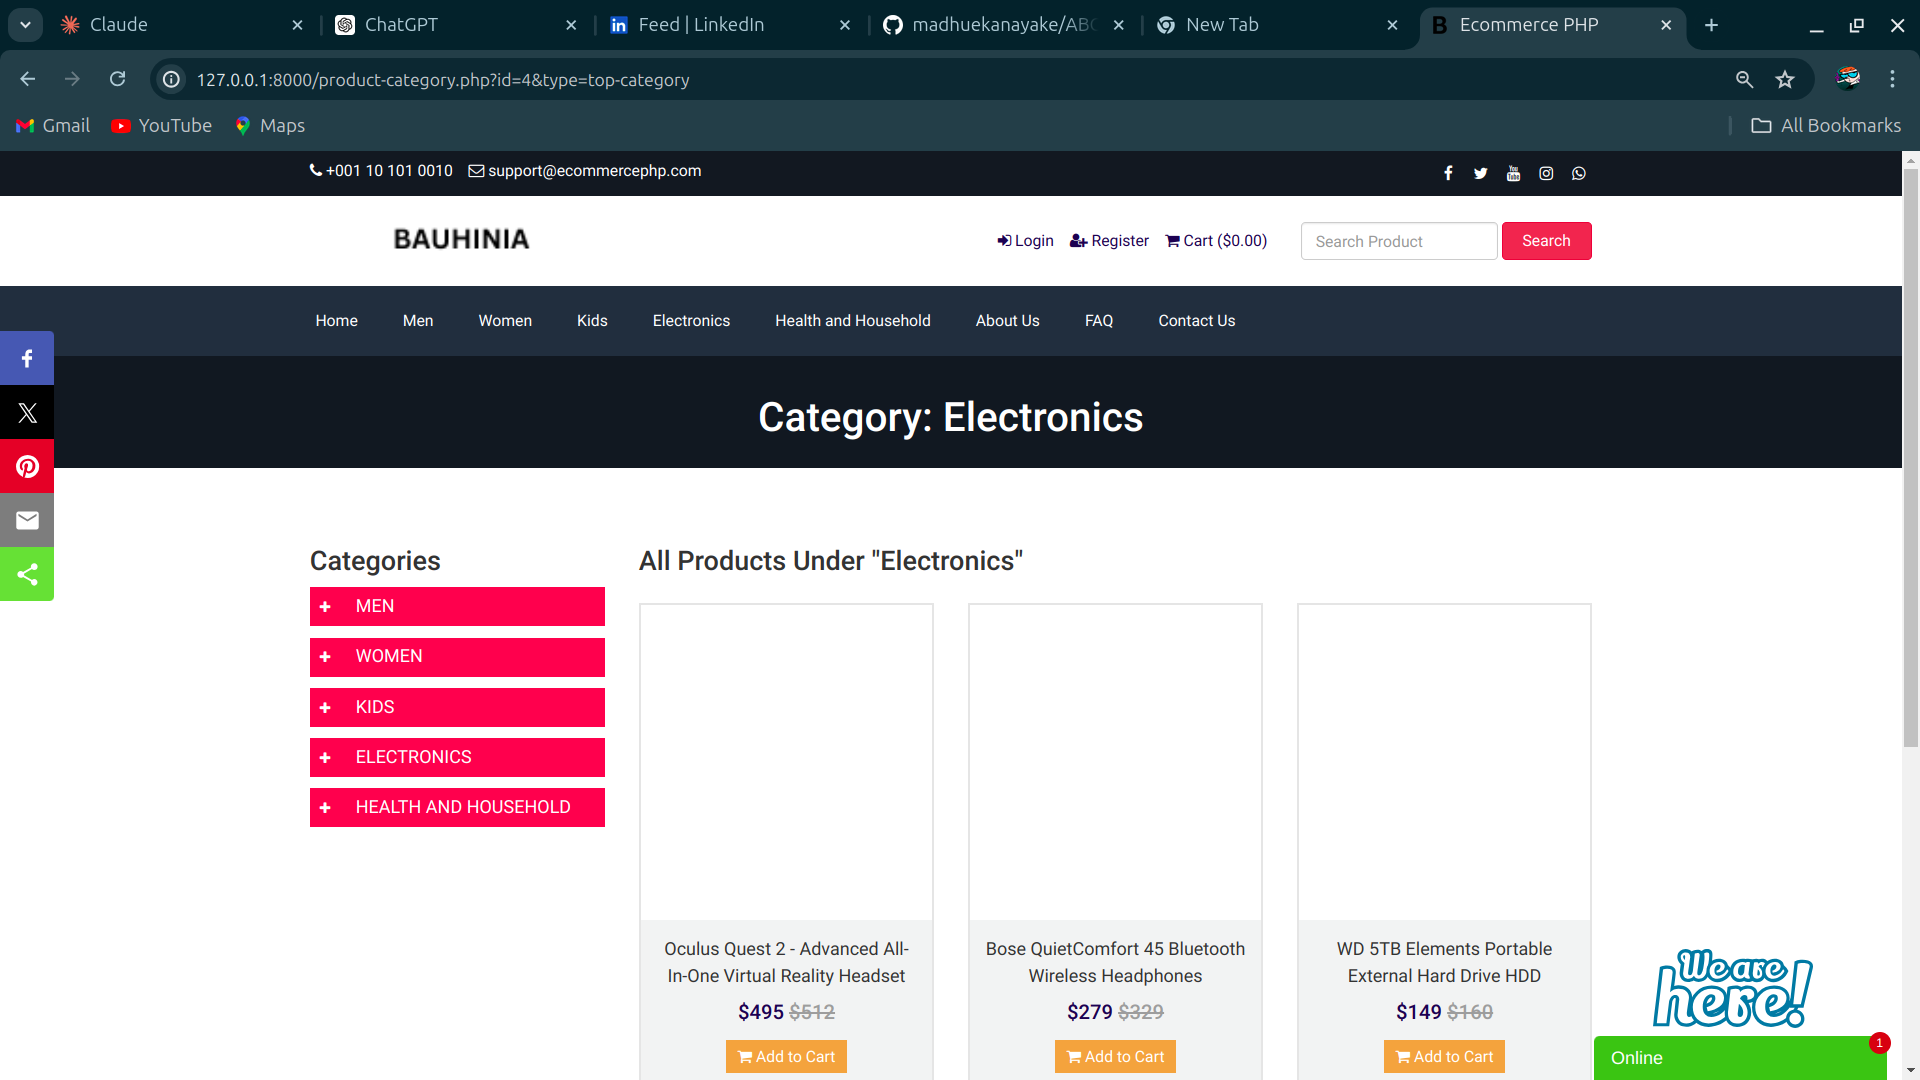 Claude
ChatGPT
Feed | LinkedIn
madhuekanayake/ABC
New Tab
B Ecommerce PHP
127.0.0.1:8000/product-category.php?id=4&type=top-category
Gmail YouTube Maps All Bookmarks
+001 10 101 0010 support@ecommercephp.com
You Tube
BAUHINIA
Login Register Cart ($0.00) Search Product Search
Home Men Women Kids Electronics Health and Household About Us FAQ Contact Us
Category: Electronics
Categories
MEN
WOMEN
KIDS
ELECTRONICS
HEALTH AND HOUSEHOLD
All Products Under "Electronics"
Oculus Quest 2 - Advanced All-
In-One Virtual Reality Headset
$495 $512
Add to Cart
Bose QuietComfort 45 Bluetooth
Wireless Headphones
$279 $329
Add to Cart
WD 5TB Elements Portable
External Hard Drive HDD
$149 $160
Add to Cart
We are
here!
Online
1